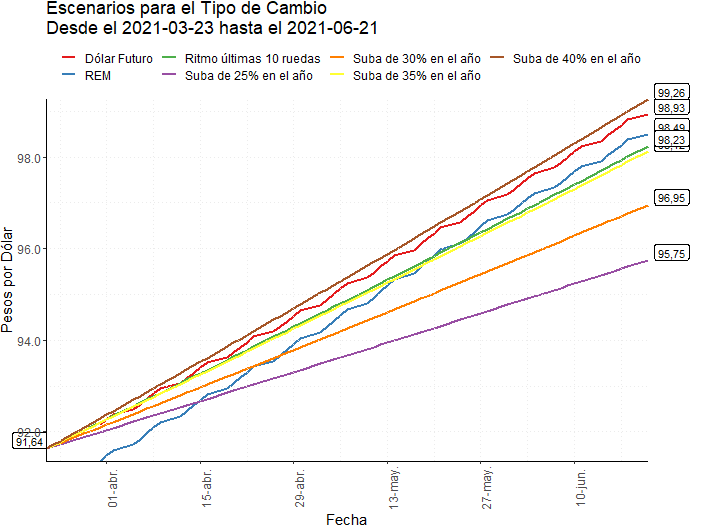 Escenarios para el Tipo de Cambio
Desde el 2021-03-23 hasta el 2021-06-21
Dólar Futuro
Ritmo últimas 10 ruedas
Suba de 30% en el año
Suba de 40% en el año
REM
Suba de 25% en el año
Suba de 35% en el año
99,26
98,93
98,49
98,23
96,95
95,75
98.0
96.0
94.0
92.0
91,64
Pesos por Dólar
01-abr.
15-abr.
29-abr.
13-may.
27-may.
10-jun.
Fecha